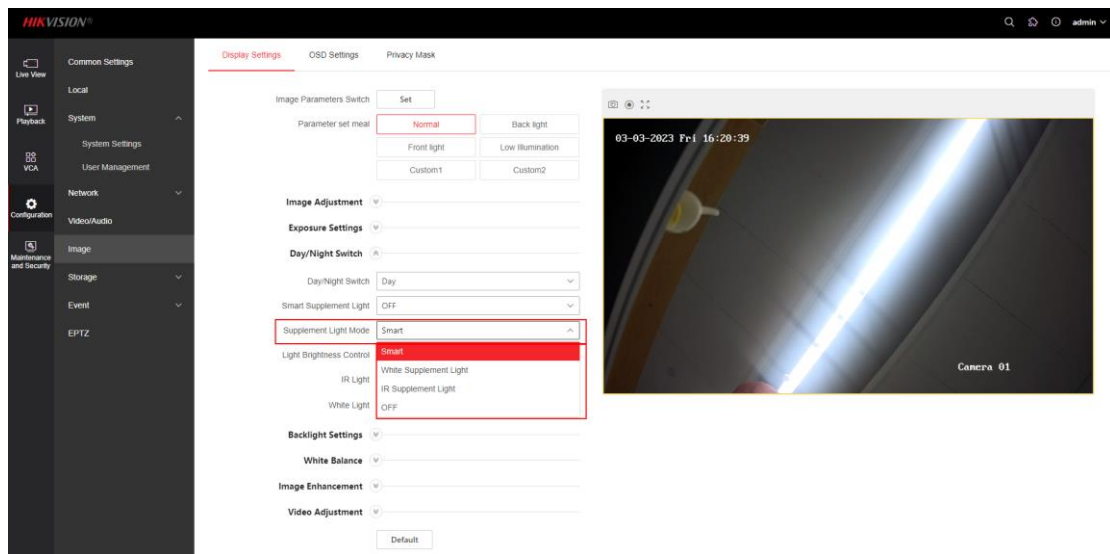 HIKVISION®
admin
Live View
Playback
VCA
Configuration
Maintenance
and Security
Common Settings
Local
System
System Settings
User Management
Network
Video/Audio
Image
Storage
Event
EPTZ
Display Settings OSD Settings Privacy Mask
Image Parameters Switch Set
Parameter set meal Normal Back light
Front light Low Illumination
Custom1 Custom2
Image Adjustment
Exposure Settings
Day/Night Switch
Day/Night Switch Day
Smart Supplement Light OFF
Supplement Light Mode Smart
Light Brightness Control Smart
White Supplement Light
IR Light IR Supplement Light
White Light OFF
Backlight Settings
White Balance
Image Enhancement
Video Adjustment
Default
03-03-2023 Fri 16:20:39
Camera 01